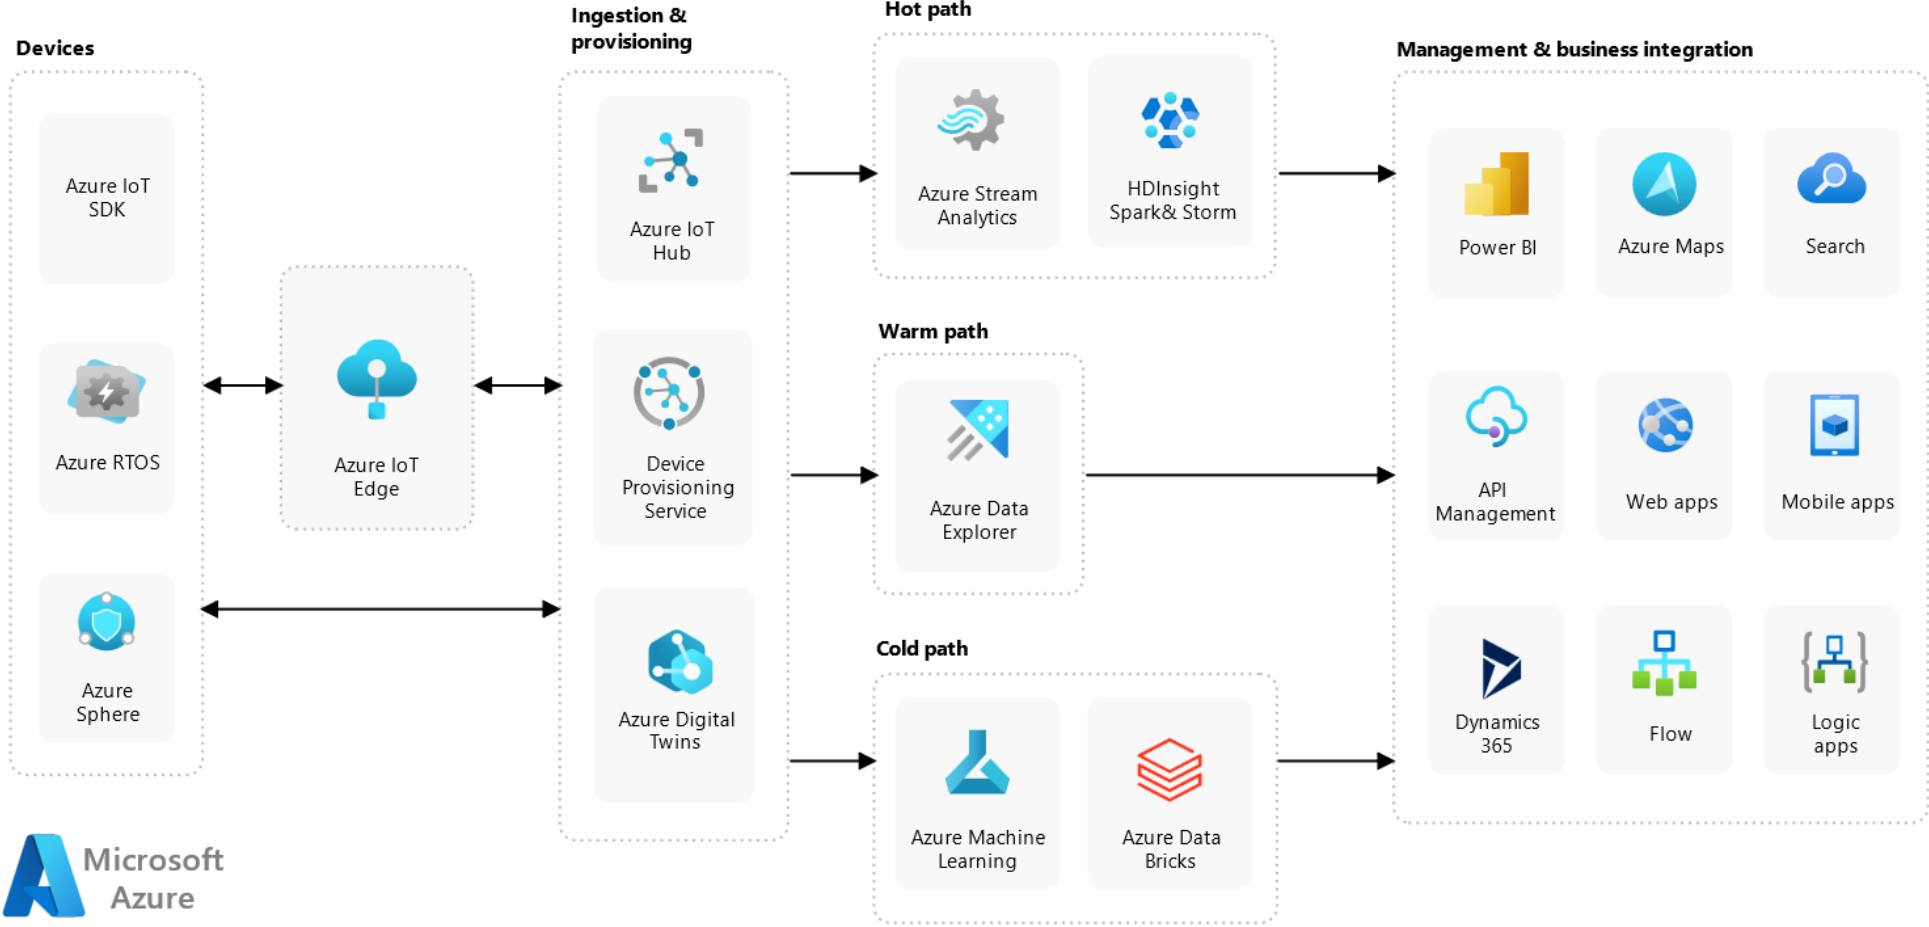 Devices
Azure IoT
SDK
Azure RTOS
Azure
Sphere
Azure IoT
Edge
Ingestion &
provisioning
Azure IoT
Hub
Device
Provisioning
Service
Azure Digital
Twins
Hot path
Azure Stream
Analytics
HDInsight
Spark& Storm
Warm path
Azure Data
Explorer
Cold path
Azure Machine
Learning
Azure Data
Bricks
Management & business integration
Power BI
Azure Maps
Search
API
Management
Web apps
Mobile apps
Dynamics
365
Flow
Logic
apps
Microsoft
Azure